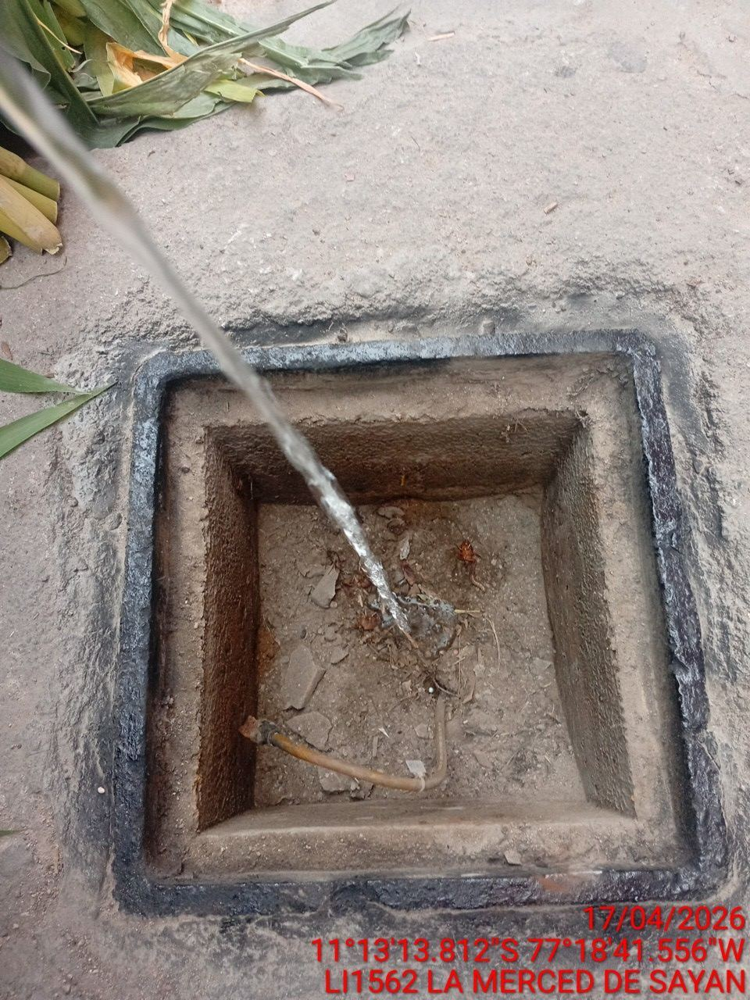 17/04/2026
11°13'13.812"S 77°18'41.556"W
LI1562 LA MERCED DE SAYAN